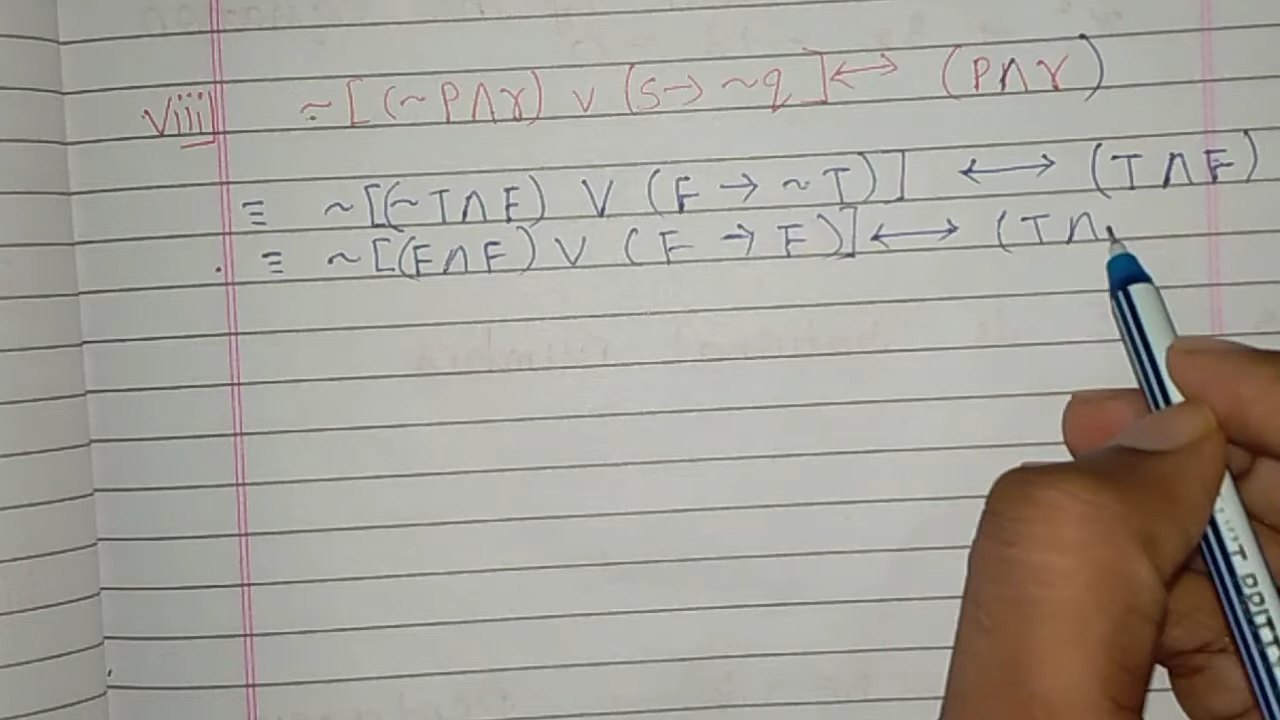 viii] ~[(~p∧r) ∨ (s→~q]↔ (p∧r)
≡ ~[(~T∧F) ∨ (F → ~T)] ↔ (T∧F)
. ≡ ~[(F∧F) ∨ (F → F)] ↔ (T∧